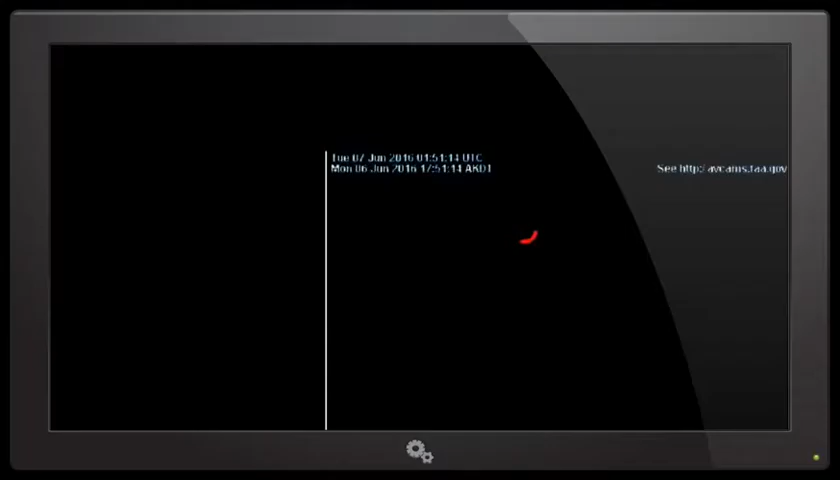 Tue 07 Jun 2016 01:51:14 UTC
Mon 06 Jun 2016 17:51:14 AKDT
See http://avcams.faa.gov